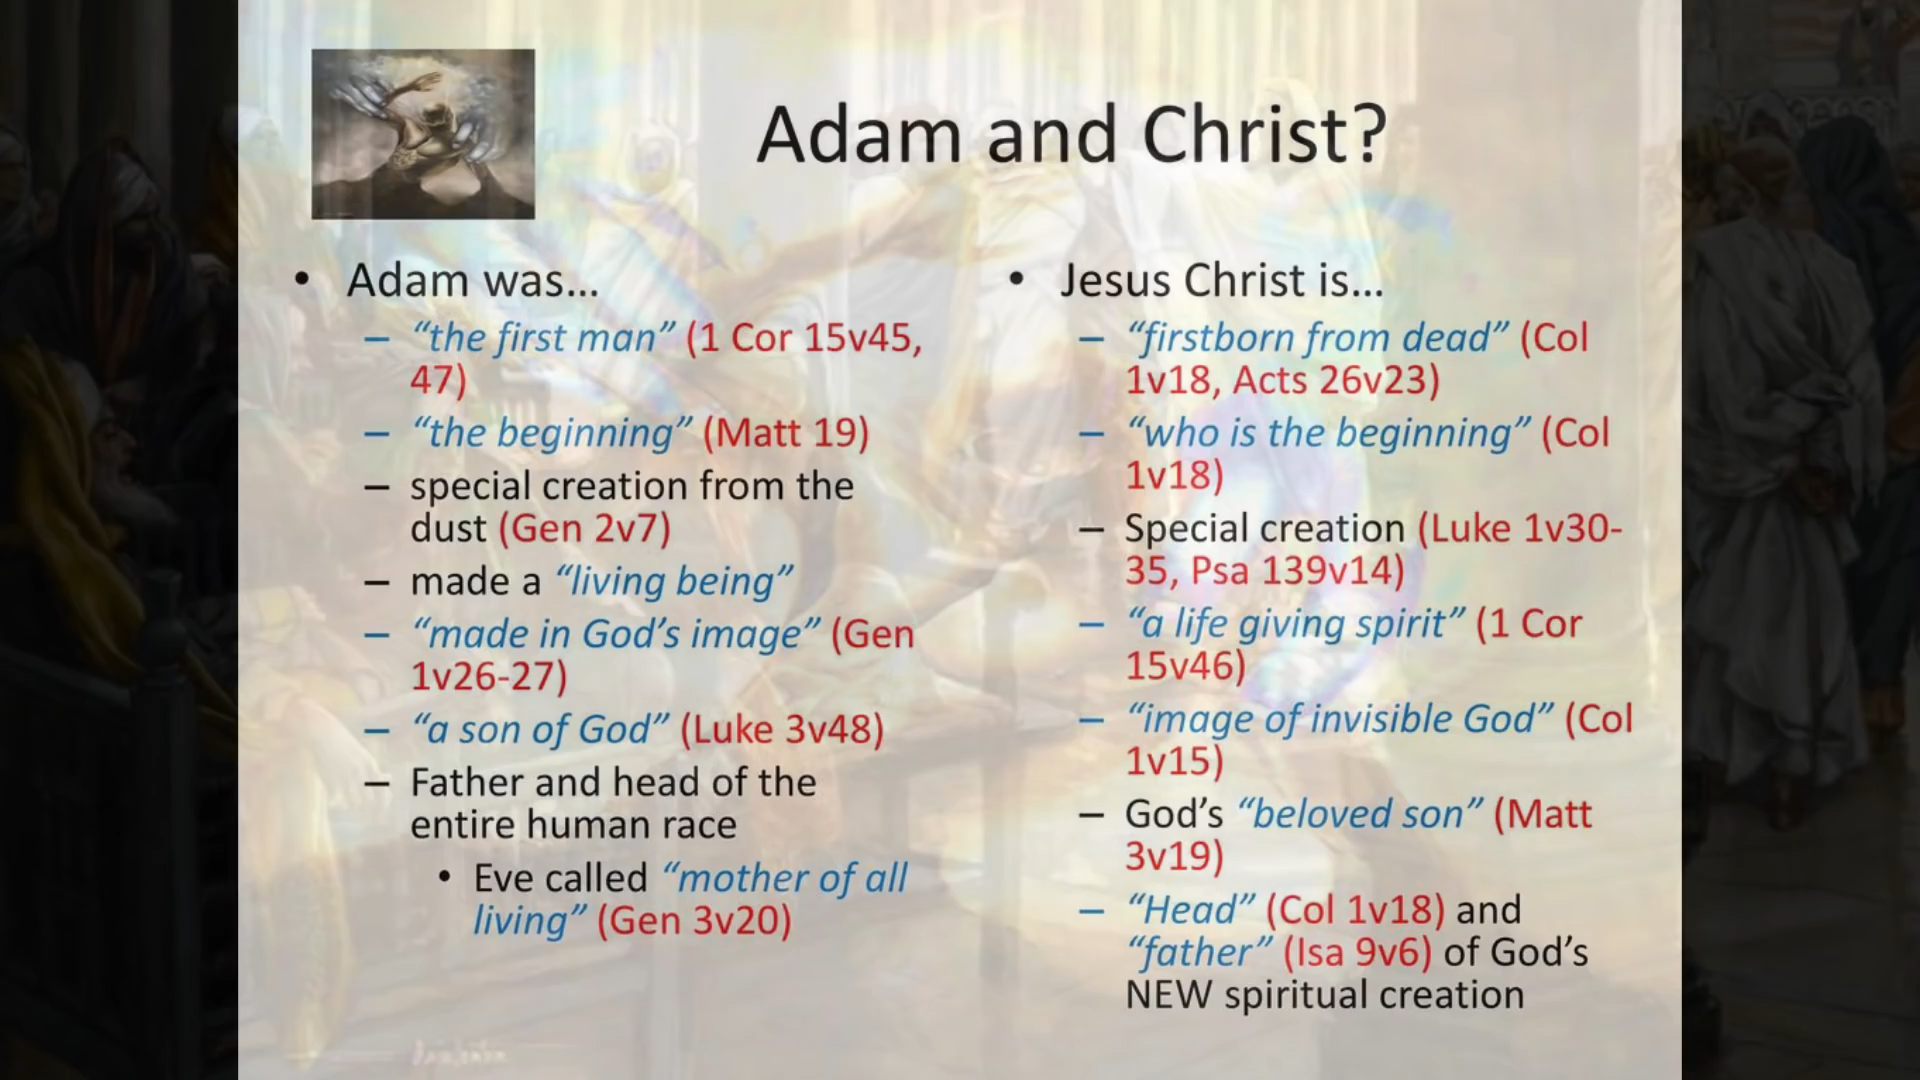 Adam and Christ?
• Adam was...
– “the first man” (1 Cor 15v45,
47)
– “the beginning” (Matt 19)
– special creation from the
dust (Gen 2v7)
– made a “living being”
– “made in God’s image” (Gen
1v26-27)
– “a son of God” (Luke 3v48)
– Father and head of the
entire human race
• Eve called “mother of all
living” (Gen 3v20)
• Jesus Christ is...
– “firstborn from dead” (Col
1v18, Acts 26v23)
– “who is the beginning” (Col
1v18)
– Special creation (Luke 1v30-
35, Psa 139v14)
– “a life giving spirit” (1 Cor
15v46)
– “image of invisible God” (Col
1v15)
– God’s “beloved son” (Matt
3v19)
– “Head” (Col 1v18) and
“father” (Isa 9v6) of God’s
NEW spiritual creation